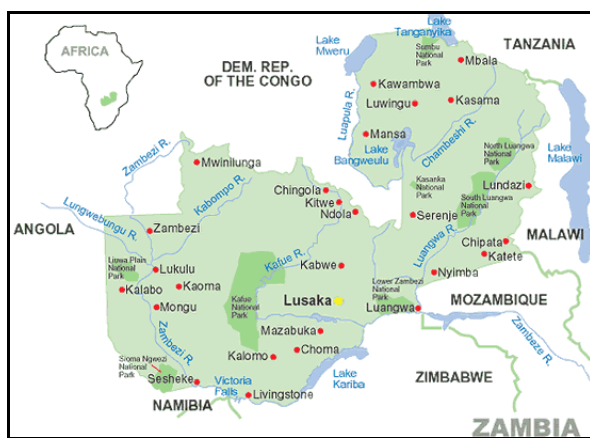 AFRICA
Lake
Tanganyika
Lake
Mweru
Sumbu
National
Park
Mbala
TANZANIA
DEM. REP.
OF THE CONGO
Kawambwa
Luwingu
Kasama
Luapula R.
Mansa
Lake
Bangweulu
Chambeshi R.
North Luangwa
National
Park
Lake
Malawi
Zambezi R.
Mwinilunga
Kabompo R.
Chingola
Kitwe
Ndola
Kasanka
National
Park
South Luangwa
National
Park
Lundazi
Lungwebungu R.
Serenje
ANGOLA
Zambezi
Luangwa R.
MALAWI
Chipata
Katete
Liuwa Plain
National
Park
Lukulu
Kafue R.
Kabwe
Nyimba
Kalabo
Kaoma
Kafue
National
Park
Lusaka
Lower Zambezi
National
Park
Luangwa
MOZAMBIQUE
Mongu
Mazabuka
Zambeze R.
Zambezi R.
Choma
Kalomo
Sioma Ngwezi
National
Park
Sesheke
Victoria
Falls
Lake
Kariba
ZIMBABWE
NAMIBIA
Livingstone
ZAMBIA